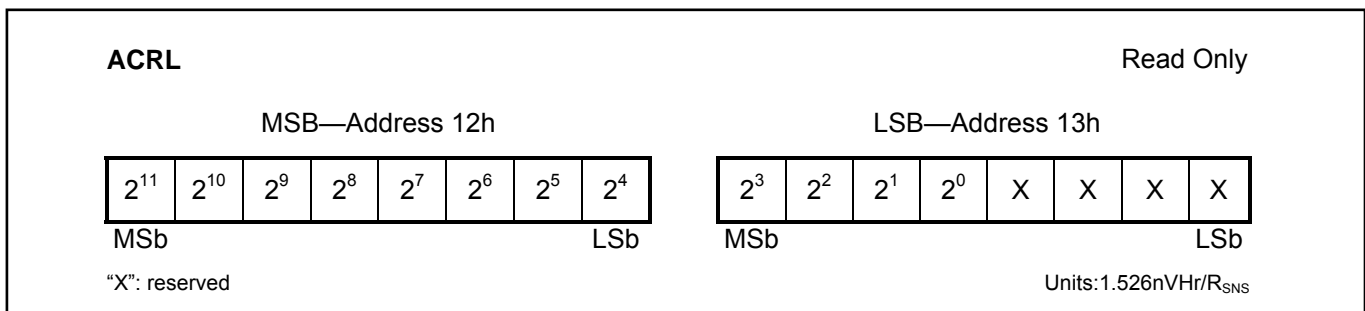 ACRL Read Only
MSB—Address 12h LSB—Address 13h
2¹¹ 2¹⁰ 2⁹ 2⁸ 2⁷ 2⁶ 2⁵ 2⁴ 2³ 2² 2¹ 2⁰ X X X X
MSb LSb MSb LSb
“X”: reserved Units:1.526nVHr/R_SNS